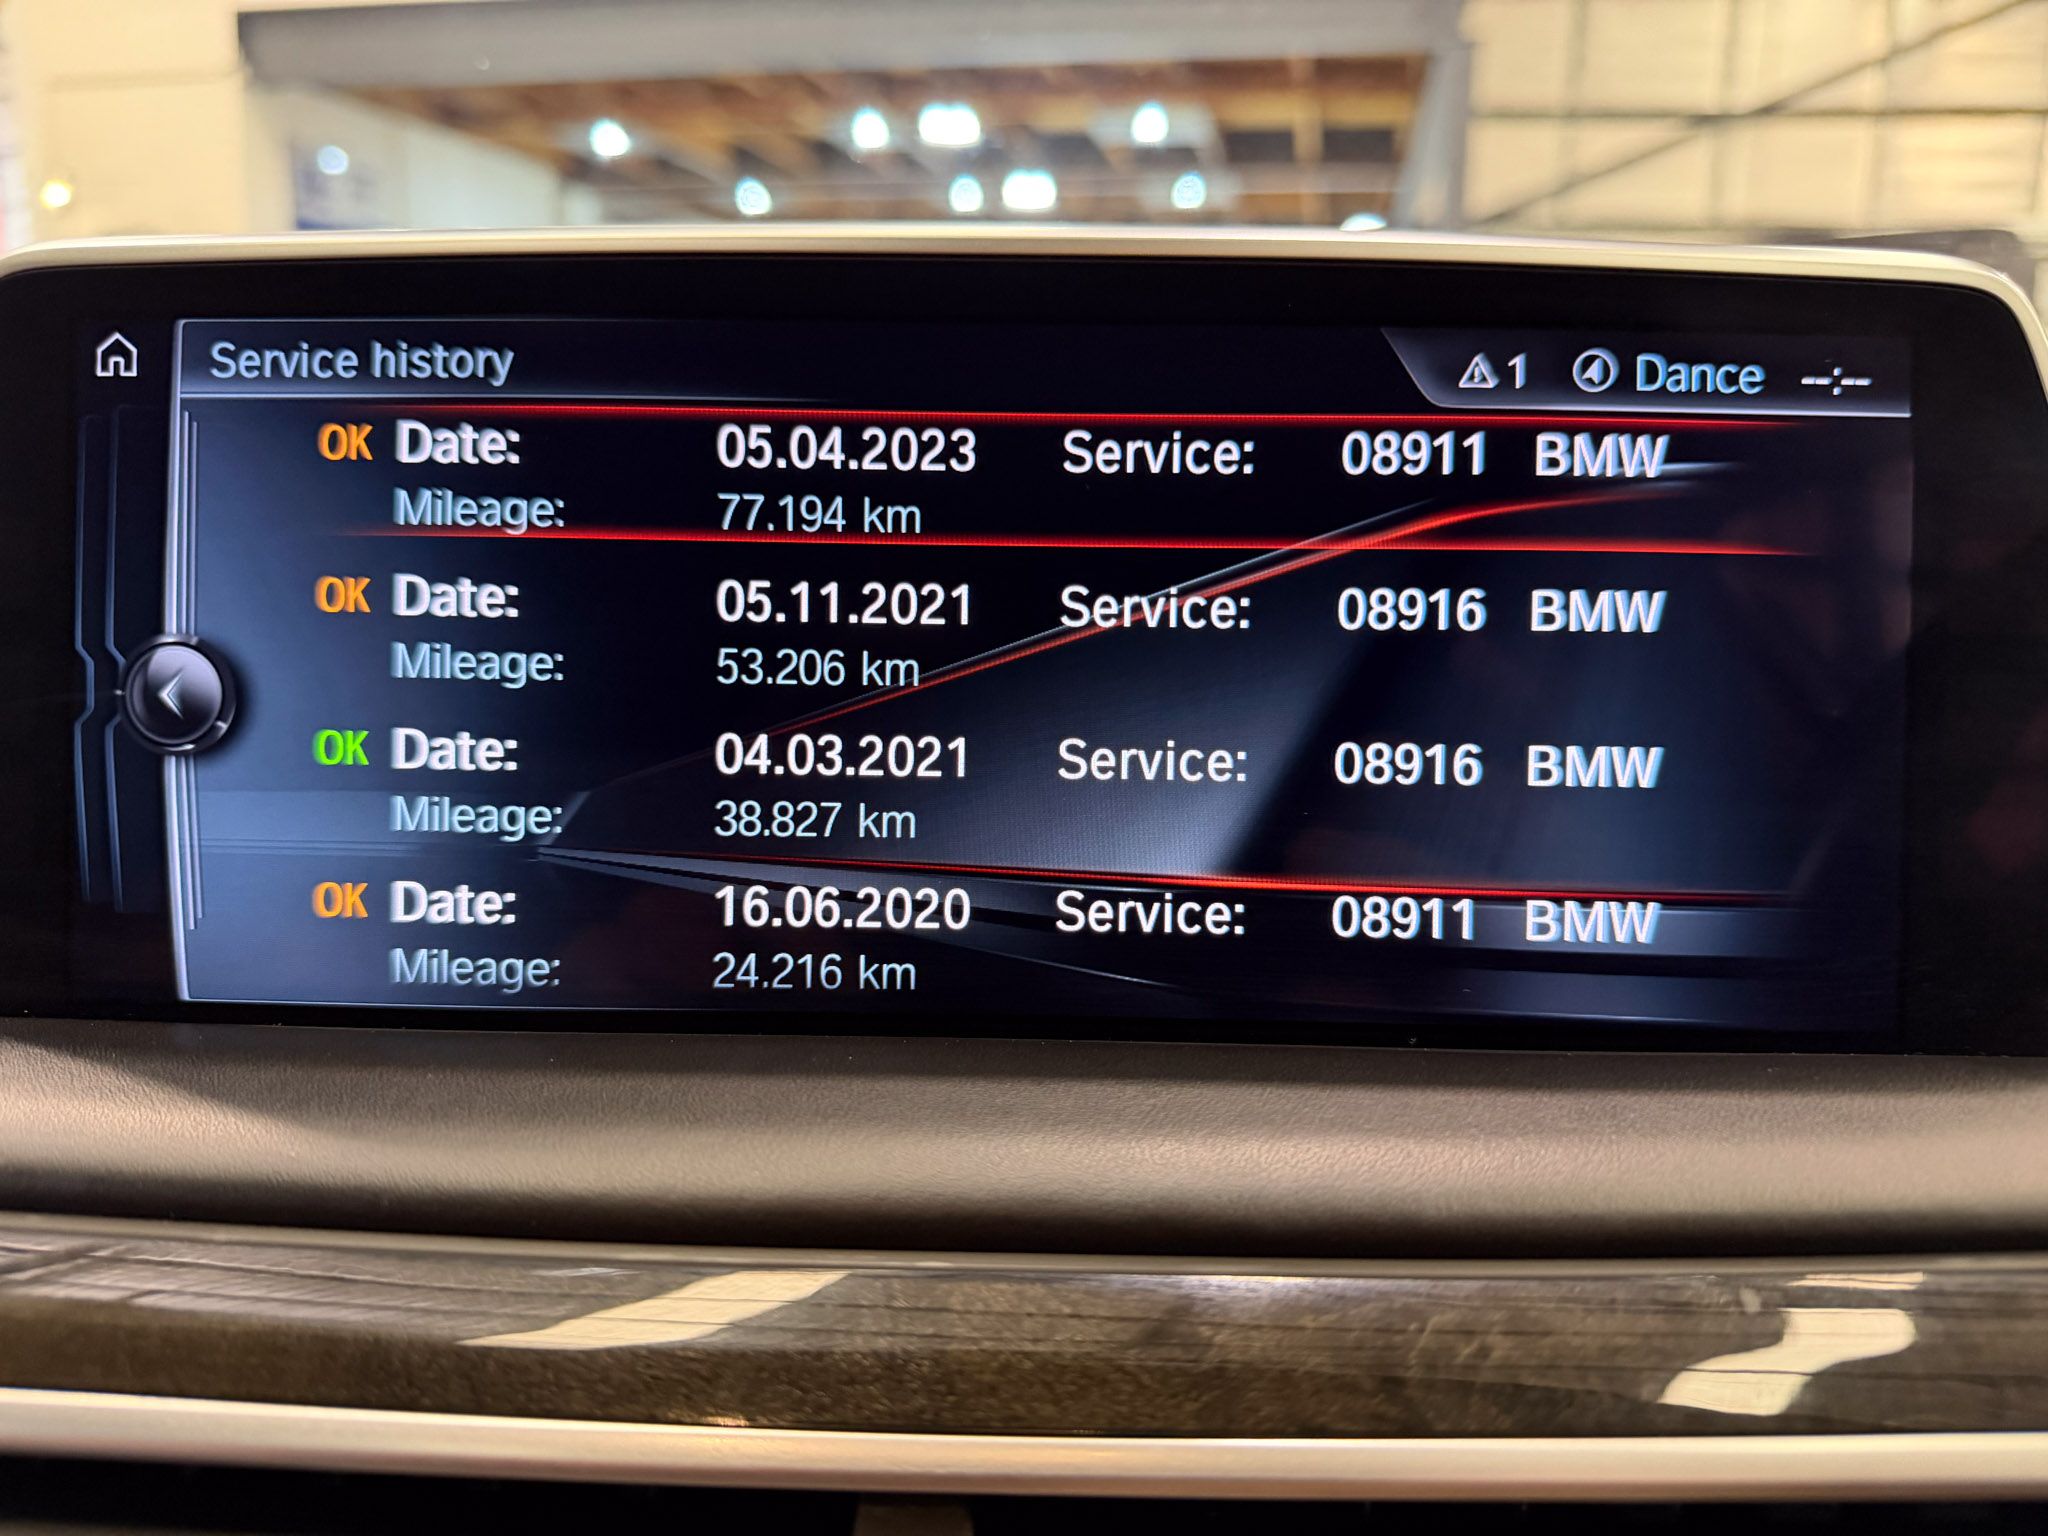 Service history
1 Dance --:--
OK Date: 05.04.2023 Service: 08911 BMW
Mileage: 77.194 km
OK Date: 05.11.2021 Service: 08916 BMW
Mileage: 53.206 km
OK Date: 04.03.2021 Service: 08916 BMW
Mileage: 38.827 km
OK Date: 16.06.2020 Service: 08911 BMW
Mileage: 24.216 km